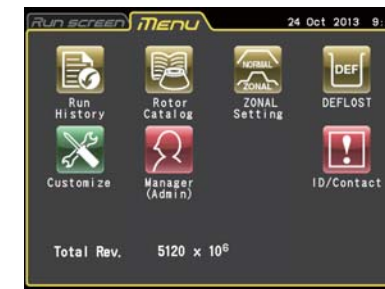 Run screen Menu 24 Oct 2013 9:
NORMAL
ZONAL
DEF
Run History
Rotor Catalog
ZONAL Setting
DEFLOST
Customize
Manager (Admin)
ID/Contact
Total Rev. 5120 × 10⁶